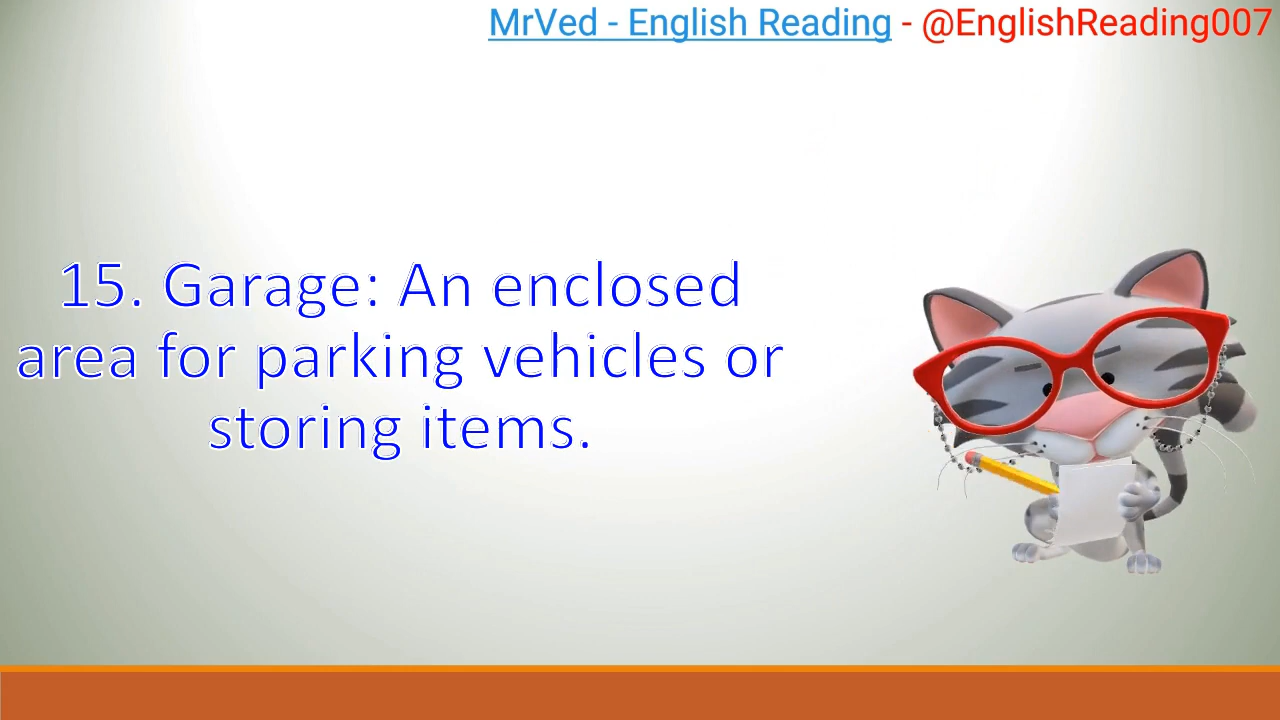 MrVed - English Reading - @EnglishReading007
15. Garage: An enclosed
area for parking vehicles or
storing items.